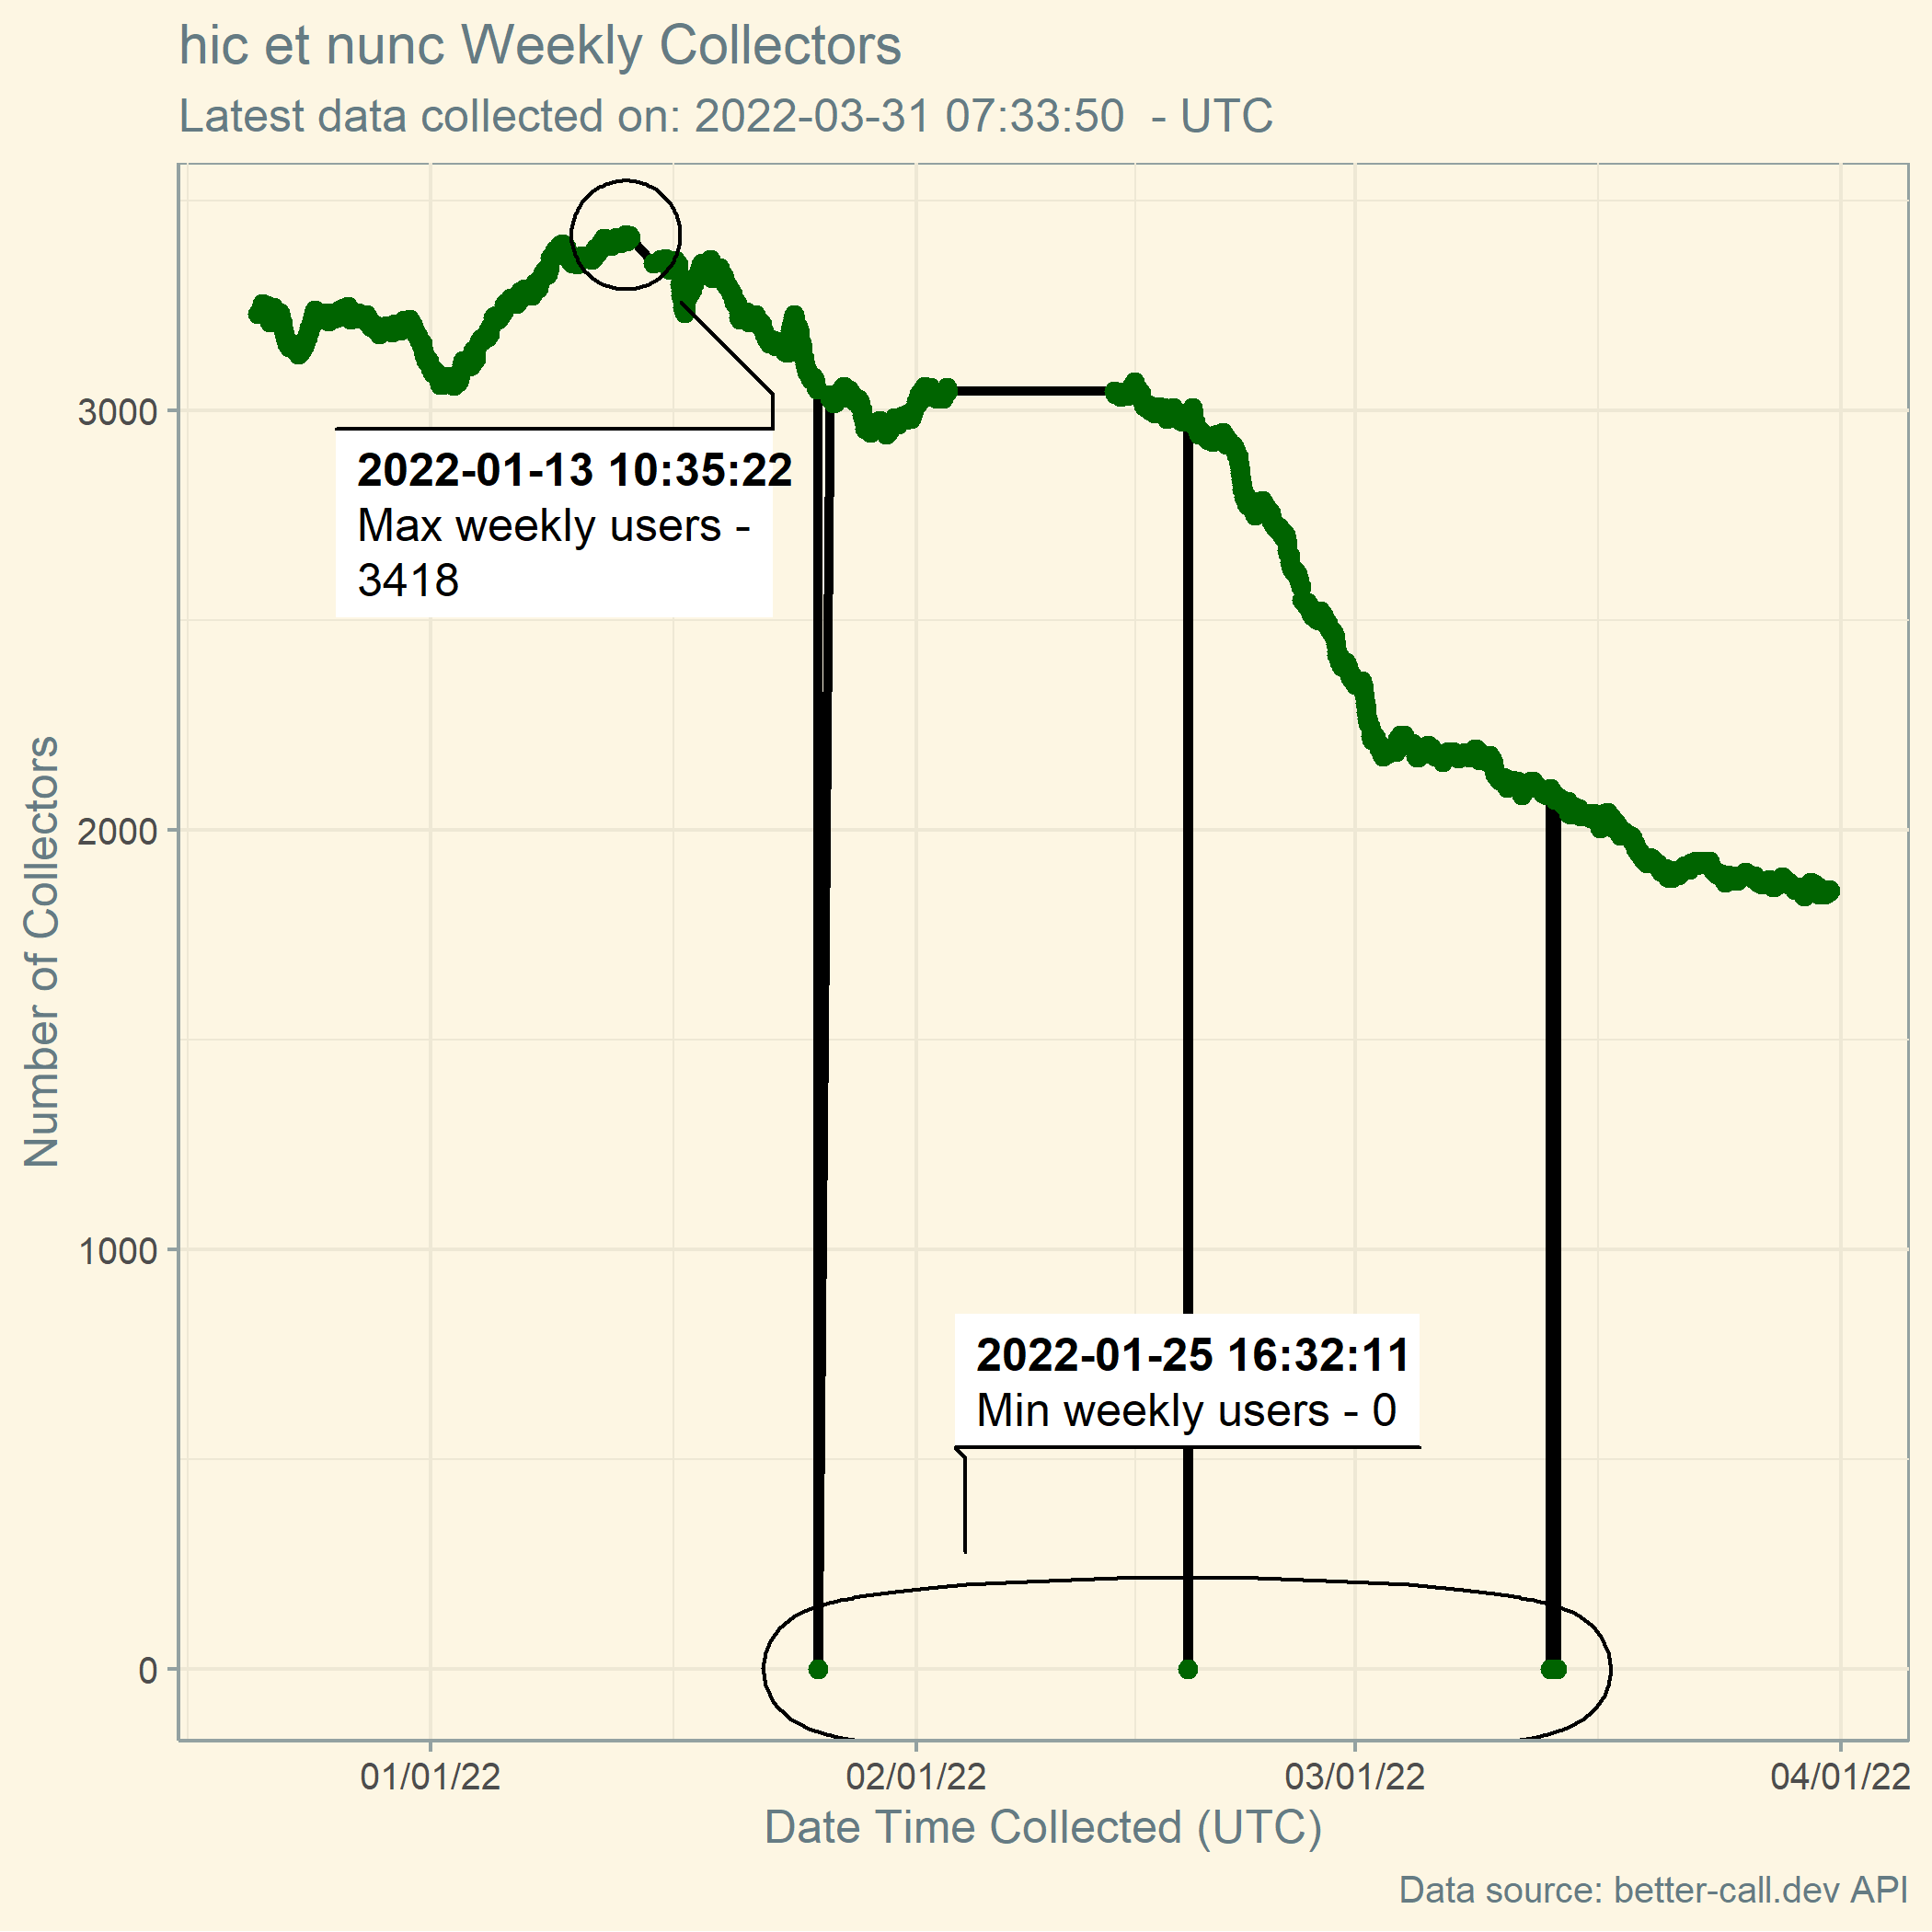 hic et nunc Weekly Collectors
Latest data collected on: 2022-03-31 07:33:50  - UTC
Number of Collectors
3000
2000
1000
0
2022-01-13 10:35:22
Max weekly users -
3418
2022-01-25 16:32:11
Min weekly users - 0
01/01/22 02/01/22 03/01/22 04/01/22
Date Time Collected (UTC)
Data source: better-call.dev API